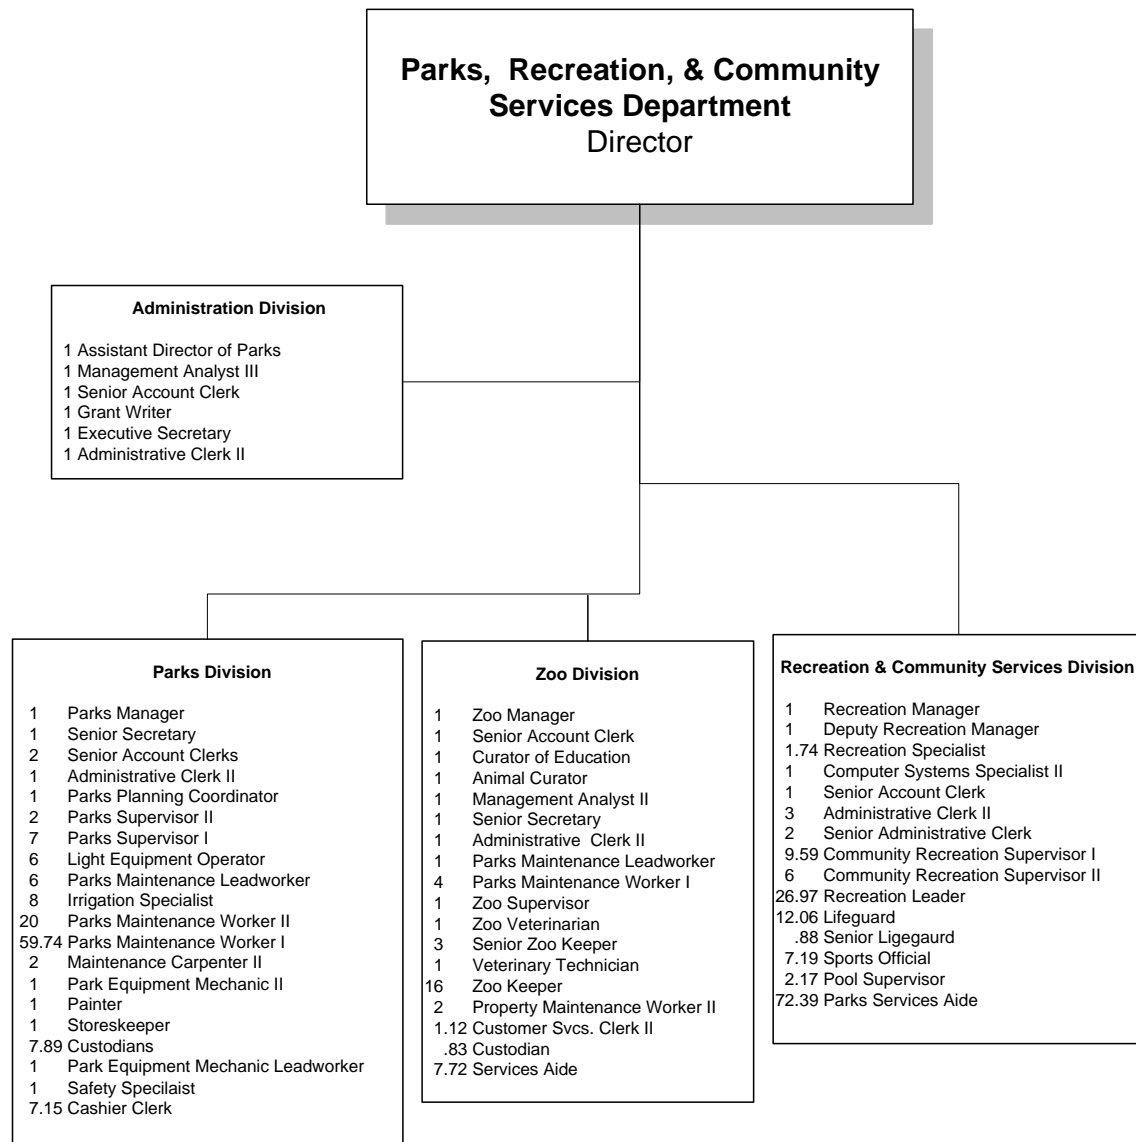 Parks, Recreation, & Community
Services Department
Director
Administration Division
1 Assistant Director of Parks
1 Management Analyst III
1 Senior Account Clerk
1 Grant Writer
1 Executive Secretary
1 Administrative Clerk II
Parks Division
1 Parks Manager
1 Senior Secretary
2 Senior Account Clerks
1 Administrative Clerk II
1 Parks Planning Coordinator
2 Parks Supervisor II
7 Parks Supervisor I
6 Light Equipment Operator
6 Parks Maintenance Leadworker
8 Irrigation Specialist
20 Parks Maintenance Worker II
59.74 Parks Maintenance Worker I
2 Maintenance Carpenter II
1 Park Equipment Mechanic II
1 Painter
1 Storeskeeper
7.89 Custodians
1 Park Equipment Mechanic Leadworker
1 Safety Specilaist
7.15 Cashier Clerk
Zoo Division
1 Zoo Manager
1 Senior Account Clerk
1 Curator of Education
1 Animal Curator
1 Management Analyst II
1 Senior Secretary
1 Administrative Clerk II
1 Parks Maintenance Leadworker
4 Parks Maintenance Worker I
1 Zoo Supervisor
1 Zoo Veterinarian
3 Senior Zoo Keeper
1 Veterinary Technician
16 Zoo Keeper
2 Property Maintenance Worker II
1.12 Customer Svcs. Clerk II
.83 Custodian
7.72 Services Aide
Recreation & Community Services Division
1 Recreation Manager
1 Deputy Recreation Manager
1.74 Recreation Specialist
1 Computer Systems Specialist II
1 Senior Account Clerk
3 Administrative Clerk II
2 Senior Administrative Clerk
9.59 Community Recreation Supervisor I
6 Community Recreation Supervisor II
26.97 Recreation Leader
12.06 Lifeguard
.88 Senior Ligegaurd
7.19 Sports Official
2.17 Pool Supervisor
72.39 Parks Services Aide